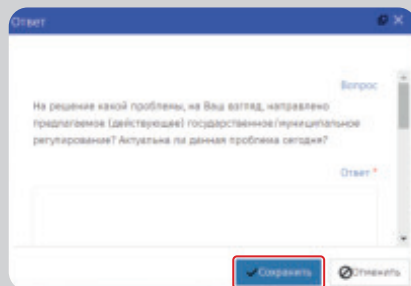 Ответ
Вопрос
На решение какой проблемы, на Ваш взгляд, направлено
предлагаемое (действующее) государственное/муниципальное
регулирование? Актуальна ли данная проблема сегодня?
Ответ *
Сохранить Отменить